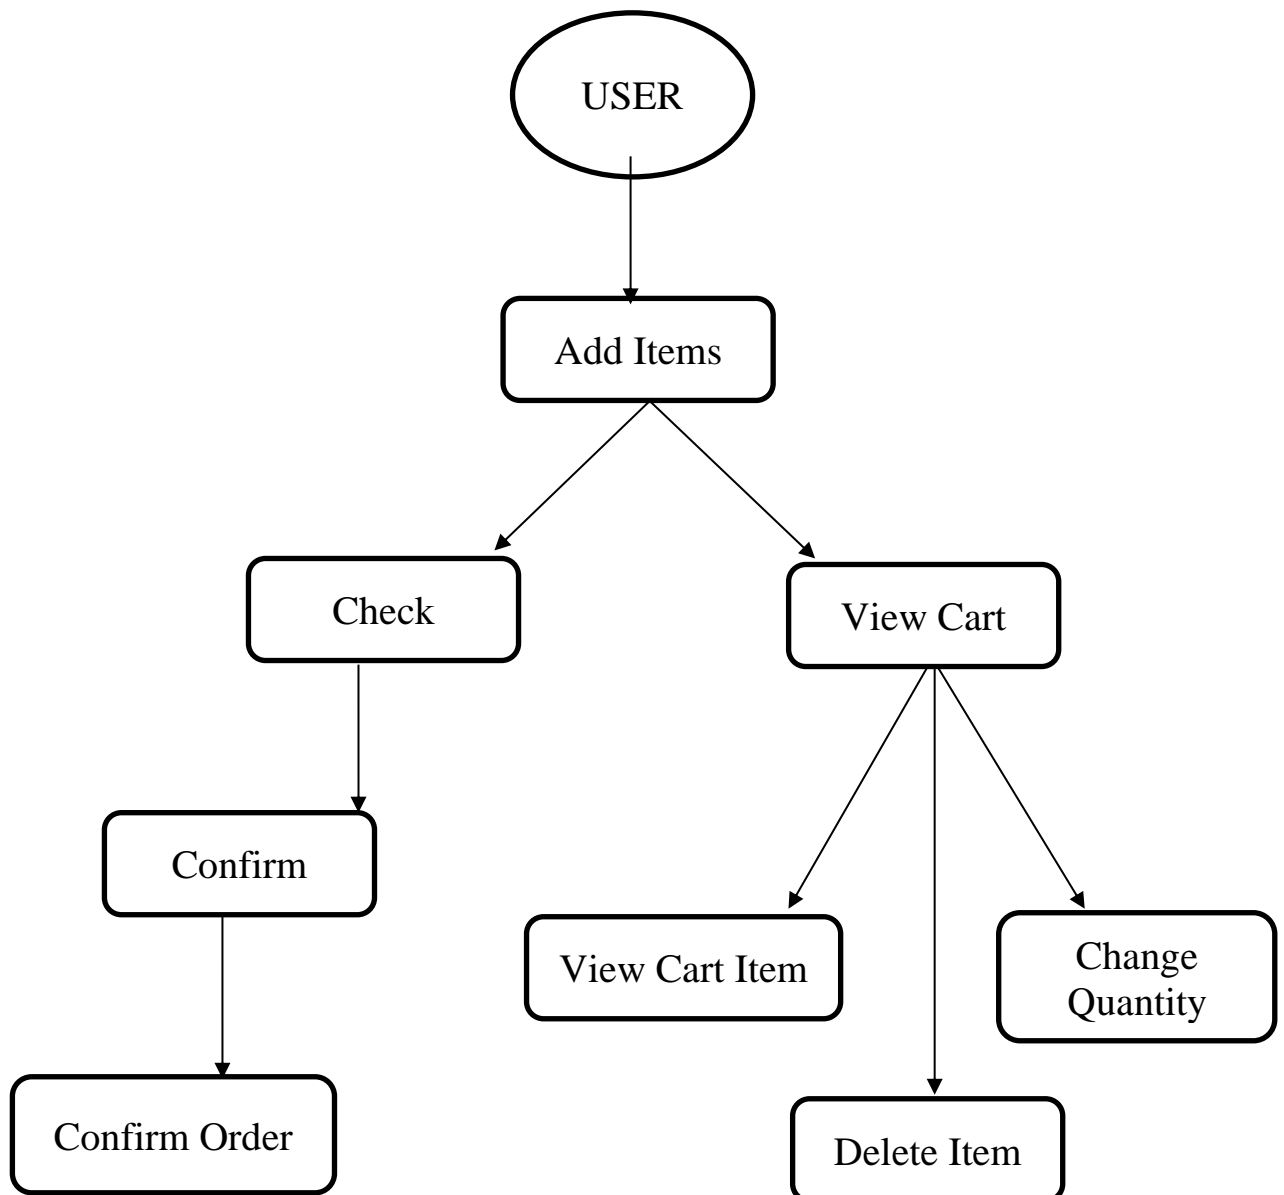 USER
Add Items
Check
View Cart
Confirm
View Cart Item
Change
Quantity
Confirm Order
Delete Item